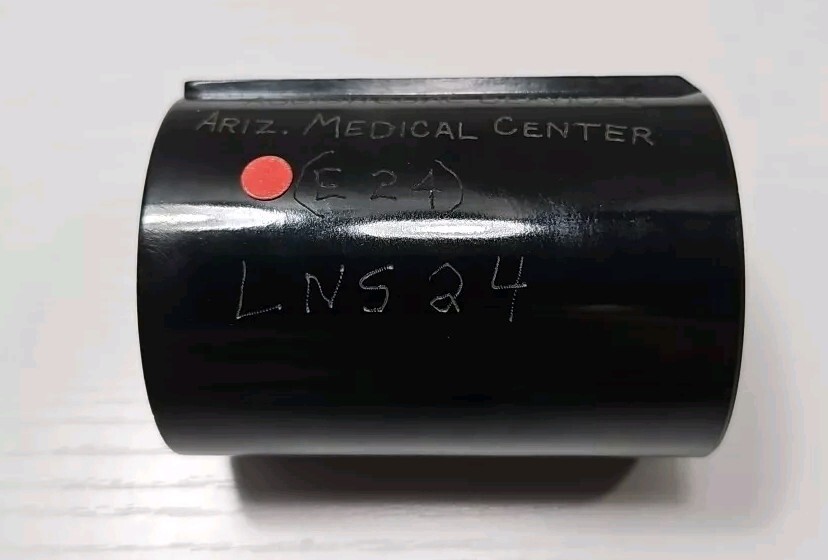 ARIZ. MEDICAL CENTER
(E 24)
LNS 24